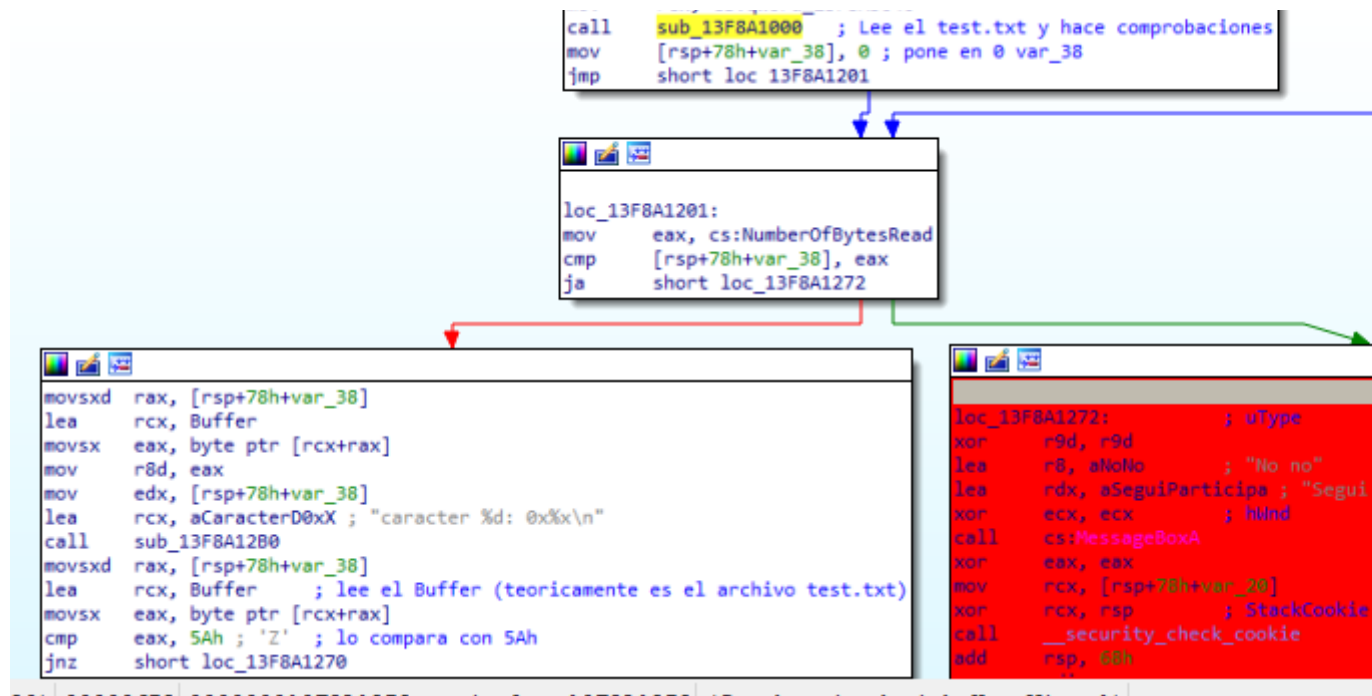 call sub_13F8A1000 ; Lee el test.txt y hace comprobaciones
mov [rsp+78h+var_38], 0 ; pone en 0 var_38
jmp short loc_13F8A1201
loc_13F8A1201:
mov eax, cs:NumberOfBytesRead
cmp [rsp+78h+var_38], eax
ja short loc_13F8A1272
movsxd rax, [rsp+78h+var_38]
lea rcx, Buffer
movsx eax, byte ptr [rcx+rax]
mov r8d, eax
mov edx, [rsp+78h+var_38]
lea rcx, aCaracterD0xX ; "caracter %d: 0x%x\n"
call sub_13F8A12B0
movsxd rax, [rsp+78h+var_38]
lea rcx, Buffer ; lee el Buffer (teoricamente es el archivo test.txt)
movsx eax, byte ptr [rcx+rax]
cmp eax, 5Ah ; 'Z' ; lo compara con 5Ah
jnz short loc_13F8A1270
loc_13F8A1272: ; uType
xor r9d, r9d
lea r8, aNoNo ; "No no"
lea rdx, aSeguiParticipa ; "Segui
xor ecx, ecx ; hWnd
call cs:MessageBoxA
xor eax, eax
mov rcx, [rsp+78h+var_20]
xor rcx, rsp ; StackCookie
call __security_check_cookie
add rsp, 68h